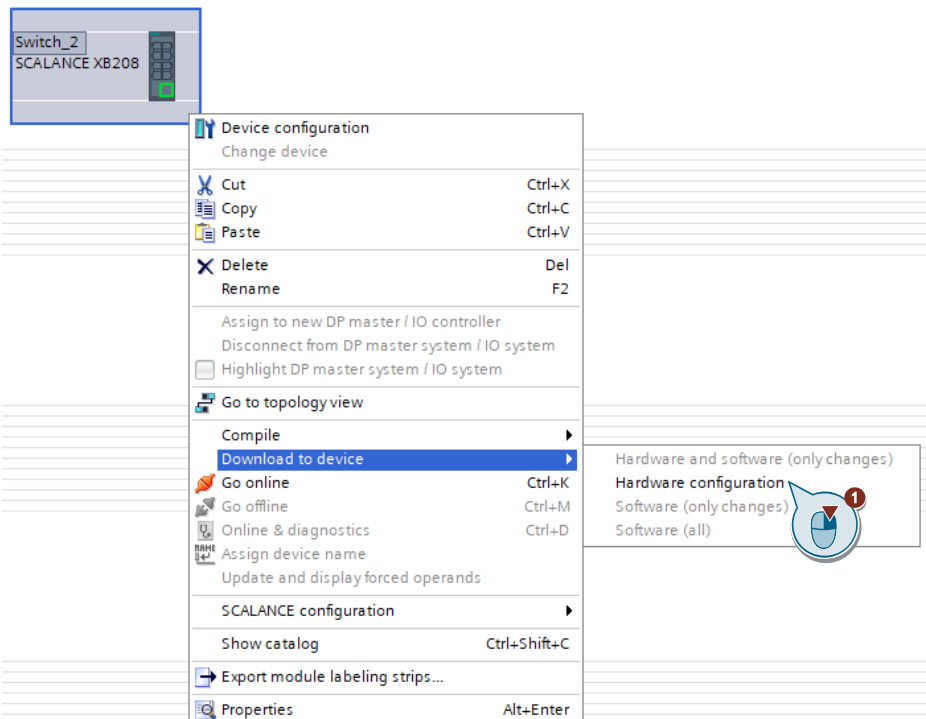 Switch_2
SCALANCE XB208
Device configuration
Change device
Cut Ctrl+X
Copy Ctrl+C
Paste Ctrl+V
Delete Del
Rename F2
Assign to new DP master / IO controller
Disconnect from DP master system / IO system
Highlight DP master system / IO system
Go to topology view
Compile
Download to device
Hardware and software (only changes)
Go online Ctrl+K
Hardware configuration
1
Go offline Ctrl+M
Software (only changes)
Online & diagnostics Ctrl+D
Software (all)
NAME
Assign device name
Update and display forced operands
SCALANCE configuration
Show catalog Ctrl+Shift+C
Export module labeling strips...
Properties Alt+Enter